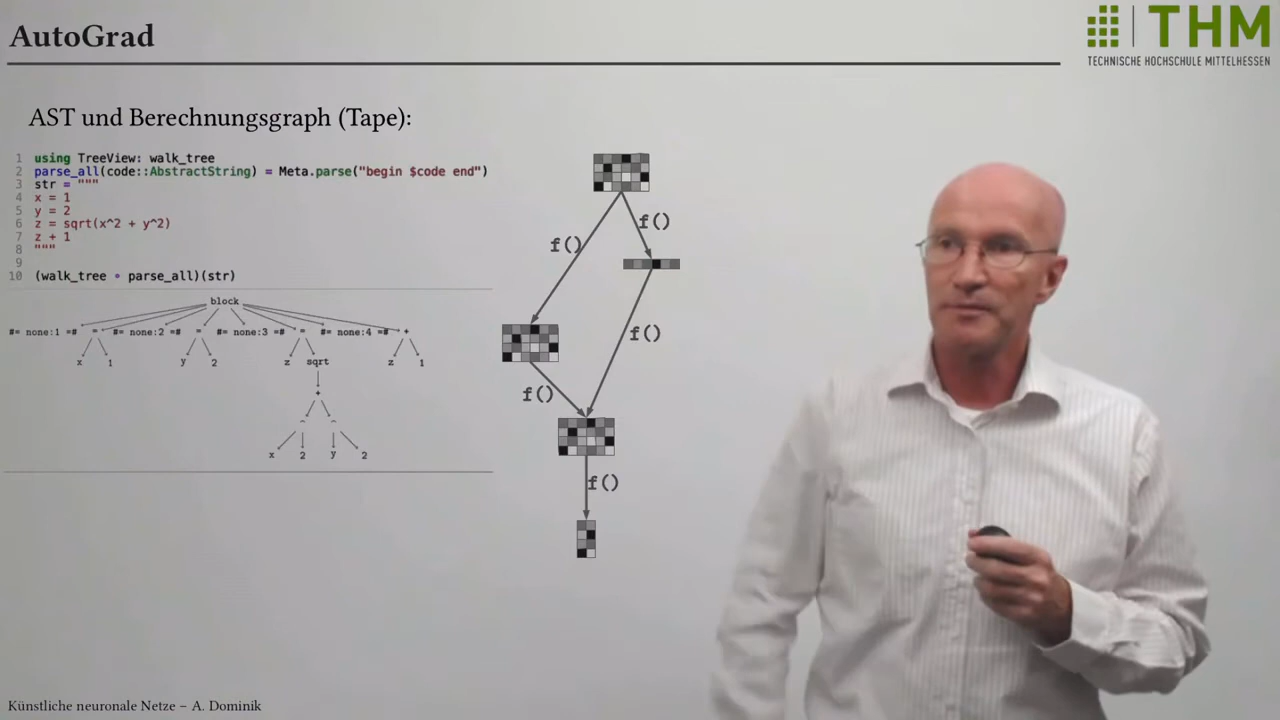 AutoGrad
THM
TECHNISCHE HOCHSCHULE MITTELHESSEN
AST und Berechnungsgraph (Tape):
1 using TreeView: walk_tree
2 parse_all(code::AbstractString) = Meta.parse("begin $code end")
3 str = """
4 x = 1
5 y = 2
6 z = sqrt(x^2 + y^2)
7 z + 1
8 """
9
10 (walk_tree ∘ parse_all)(str)
block
#= none:1 =# = #= none:2 =# = #= none:3 =# = #= none:4 =# +
x 1 y 2 z sqrt z 1
+
^ ^
x 2 y 2
f()
f()
f()
f()
f()
Künstliche neuronale Netze – A. Dominik